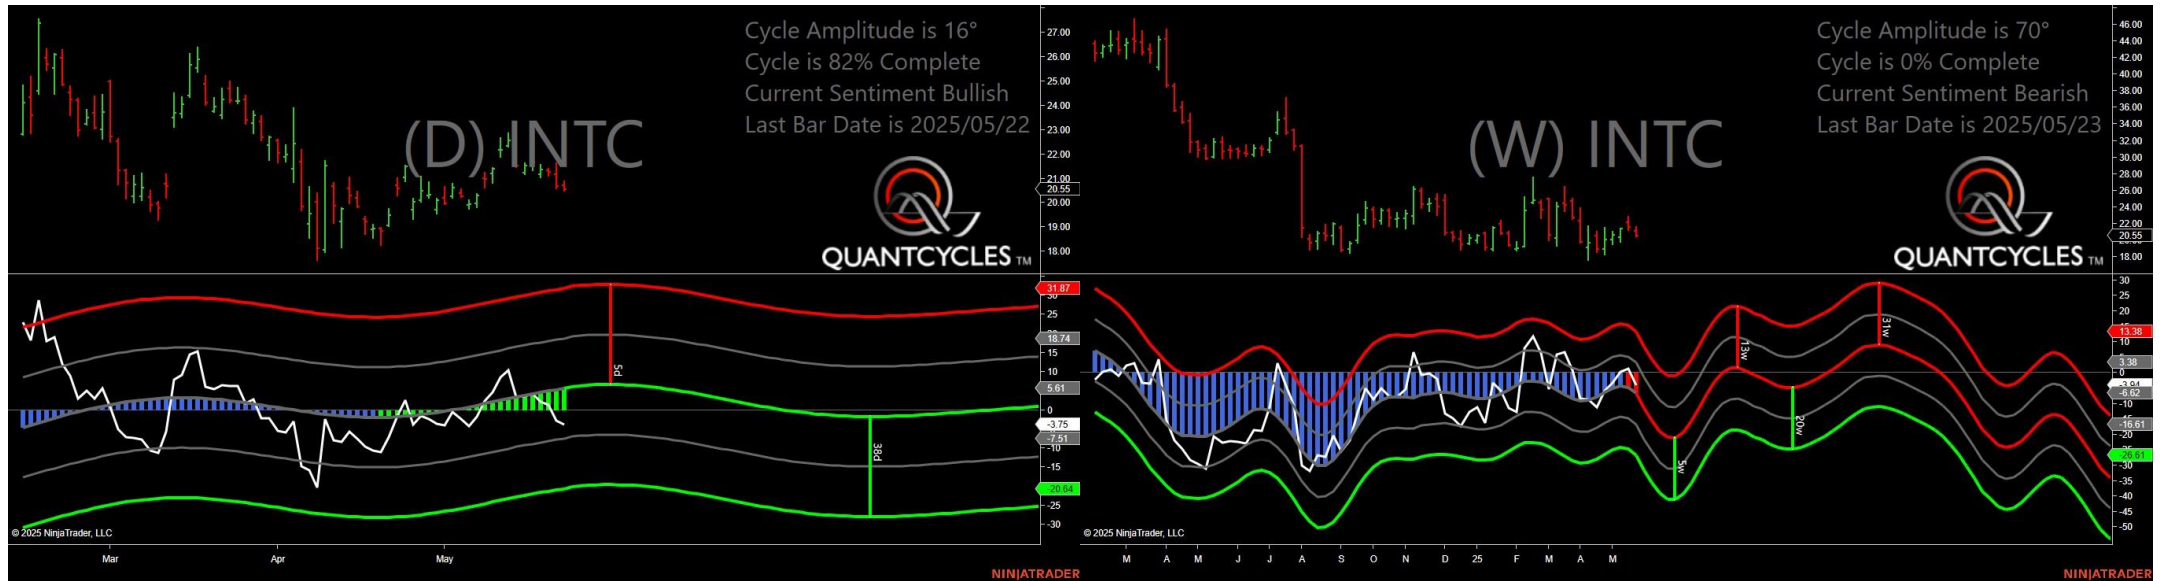 Cycle Amplitude is 16°
Cycle is 82% Complete
Current Sentiment Bullish
Last Bar Date is 2025/05/22
(D) INTC
QUANTCYCLES TM
27.00
26.00
25.00
24.00
23.00
22.00
21.00
20.55
20.00
19.00
18.00
31.87
30
25
18.74
15
10
5.61
0
-3.75
-7.51
-10
-15
-20.64
-25
-30
5d
38d
© 2025 NinjaTrader, LLC
Mar
Apr
May
NINJATRADER
Cycle Amplitude is 70°
Cycle is 0% Complete
Current Sentiment Bearish
Last Bar Date is 2025/05/23
(W) INTC
QUANTCYCLES TM
46.00
44.00
42.00
40.00
38.00
36.00
34.00
32.00
30.00
28.00
26.00
24.00
22.00
20.55
18.00
30
25
20
13.38
10
3.38
0
-3.94
-6.62
-10
-16.61
-20
-26.61
-30
-35
-40
-45
-50
13w
31w
20w
5w
© 2025 NinjaTrader, LLC
M A M J J A S O N D 25 F M A M
NINJATRADER